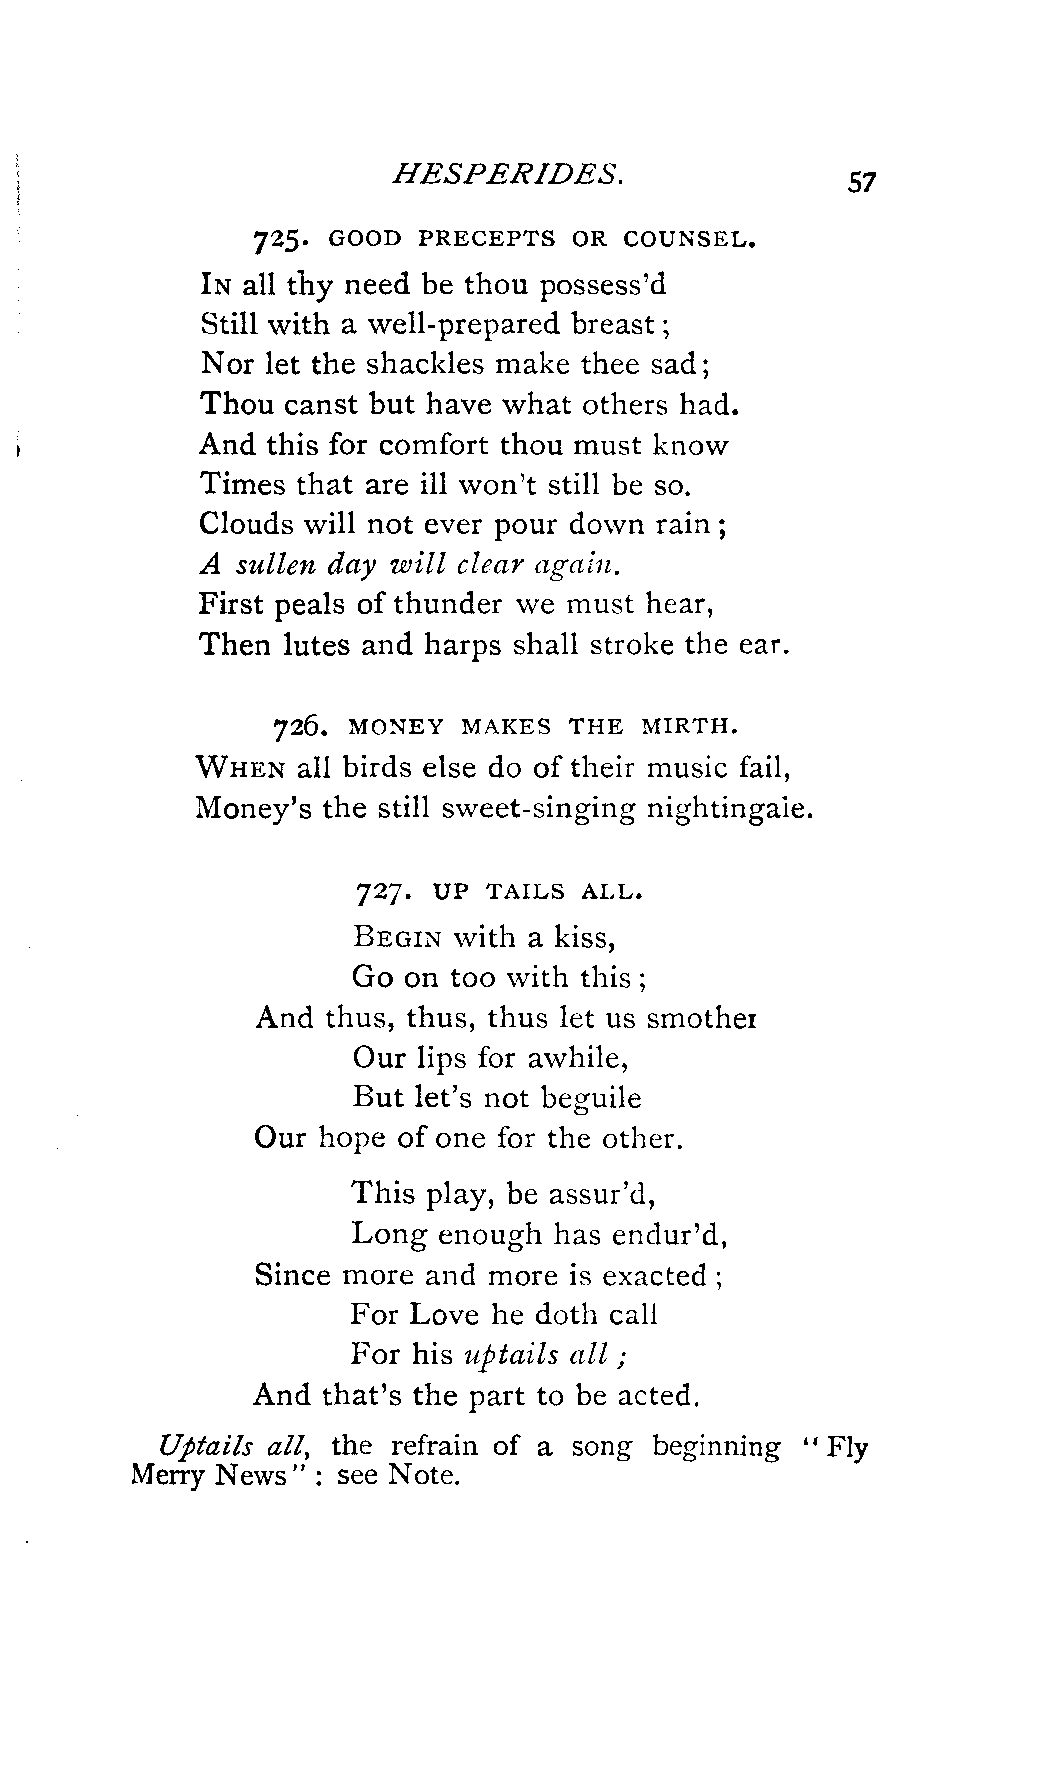 HESPERIDES. 57
725. GOOD PRECEPTS OR COUNSEL.
IN all thy need be thou possess'd
Still with a well-prepared breast ;
Nor let the shackles make thee sad ;
Thou canst but have what others had.
And this for comfort thou must know
Times that are ill won't still be so.
Clouds will not ever pour down rain ;
A sullen day will clear again.
First peals of thunder we must hear,
Then lutes and harps shall stroke the ear.
726. MONEY MAKES THE MIRTH.
WHEN all birds else do of their music fail,
Money's the still sweet-singing nightingale.
727. UP TAILS ALL.
BEGIN with a kiss,
Go on too with this ;
And thus, thus, thus let us smother
Our lips for awhile,
But let's not beguile
Our hope of one for the other.
This play, be assur'd,
Long enough has endur'd,
Since more and more is exacted ;
For Love he doth call
For his uptails all ;
And that's the part to be acted.
Uptails all, the refrain of a song beginning "Fly
Merry News" : see Note.